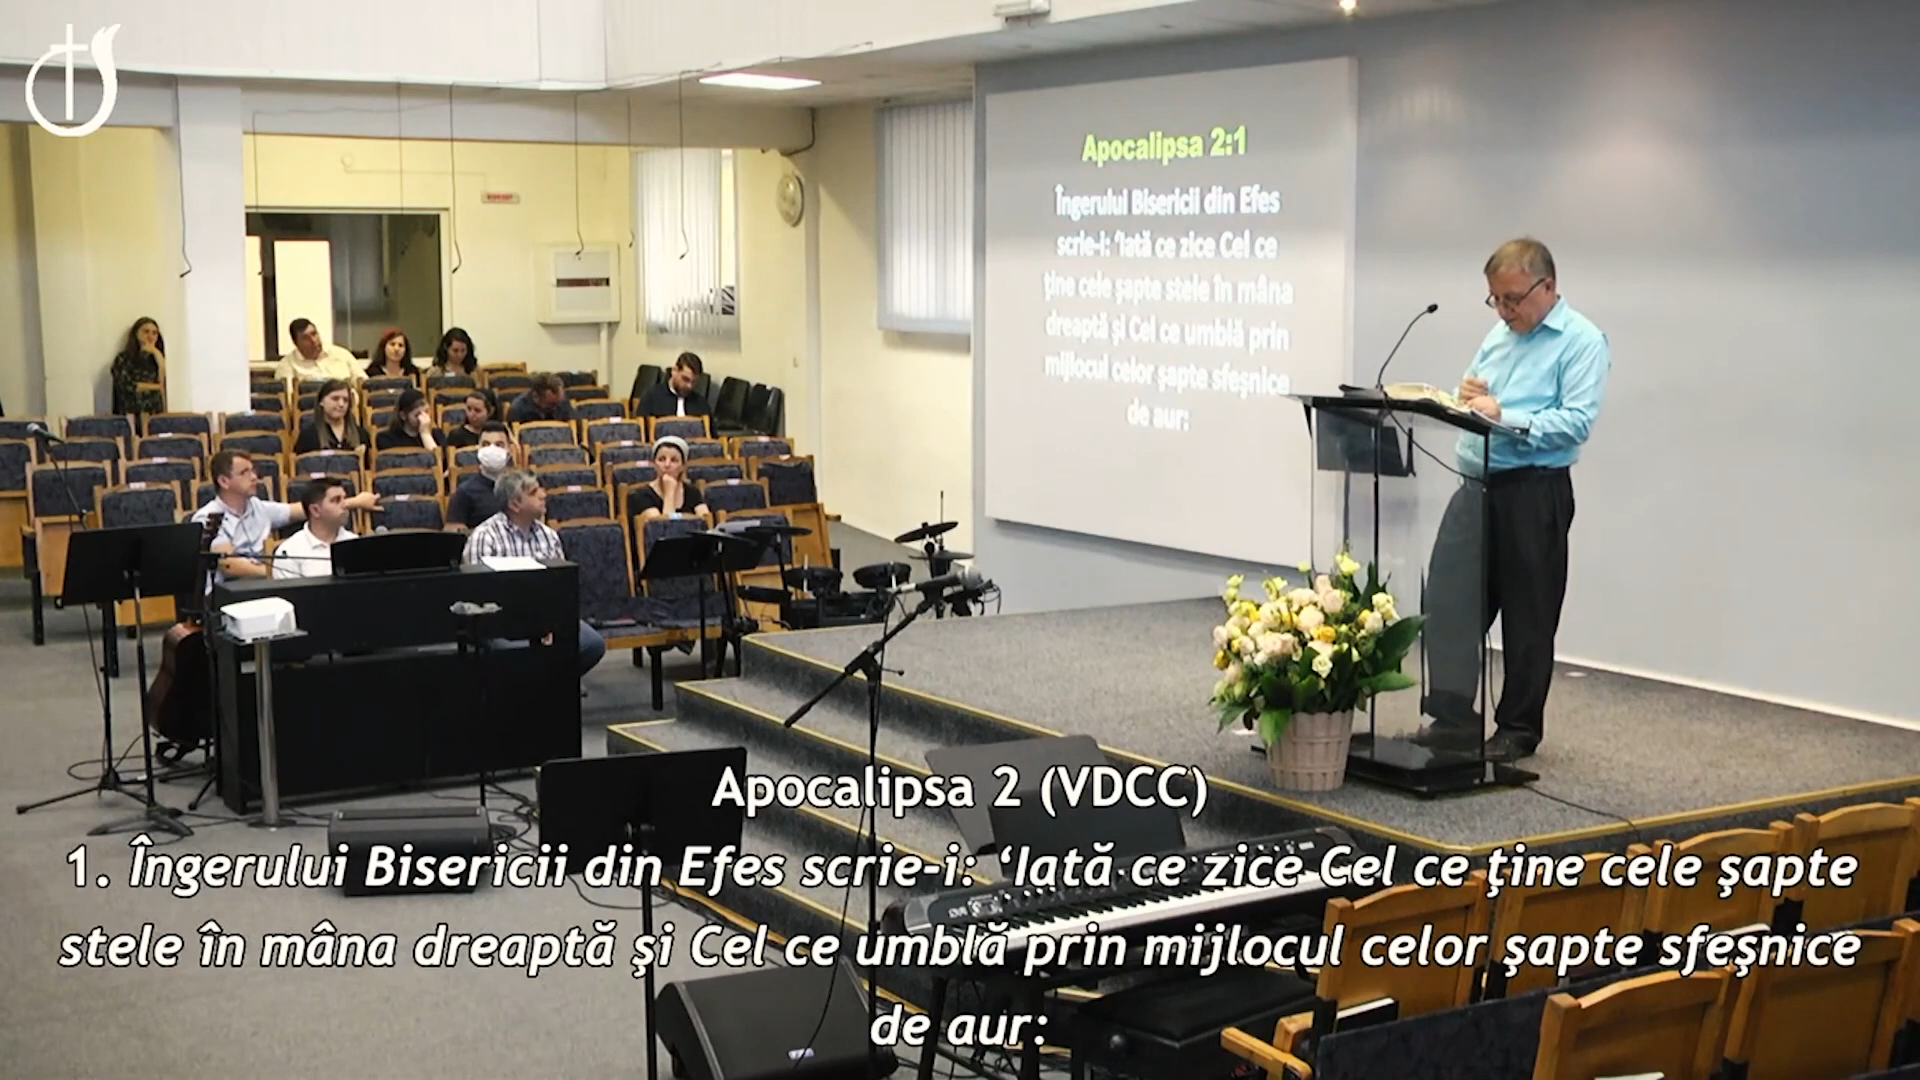 Apocalipsa 2:1
Îngerului Bisericii din Efes
scrie-i: ‘Iată ce zice Cel ce
ţine cele şapte stele în mâna
dreaptă şi Cel ce umblă prin
mijlocul celor şapte sfeşnice
de aur:
Apocalipsa 2 (VDCC)
1. Îngerului Bisericii din Efes scrie-i: ‘Iată ce zice Cel ce ţine cele şapte
stele în mâna dreaptă şi Cel ce umblă prin mijlocul celor şapte sfeşnice
de aur: